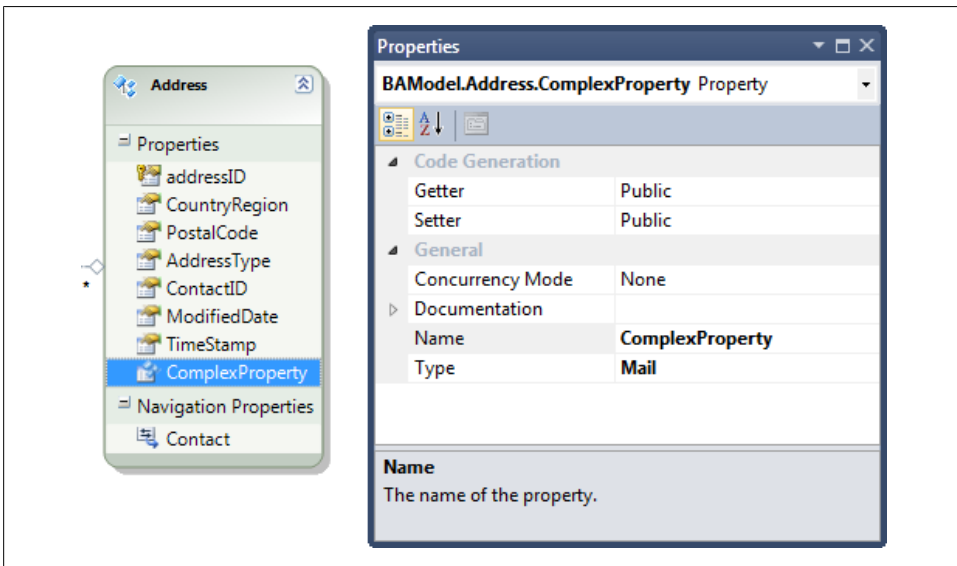 Address
Properties
addressID
CountryRegion
PostalCode
AddressType
ContactID
ModifiedDate
TimeStamp
ComplexProperty
Navigation Properties
Contact
*
Properties
BAModel.Address.ComplexProperty Property
Code Generation
Getter Public
Setter Public
General
Concurrency Mode None
Documentation
Name ComplexProperty
Type Mail
Name
The name of the property.